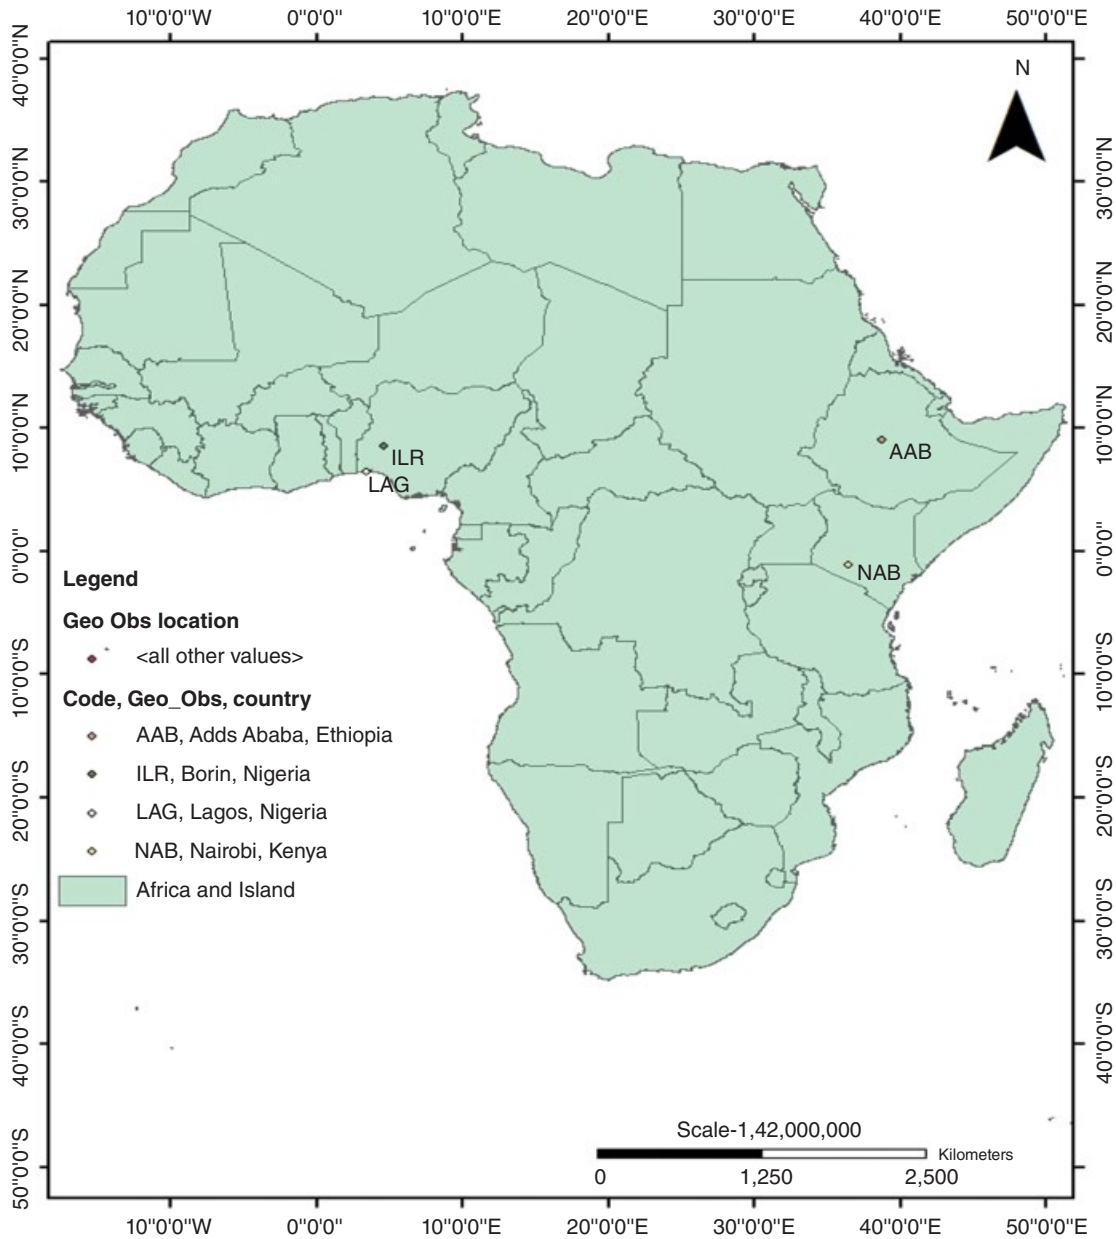 10"0'0"W 0"0'0" 10"0'0"E 20"0'0"E 30"0'0"E 40"0'0"E 50"0'0"E
40"0'0"N
30"0'0"N
20"0'0"N
10"0'0"N
0"0'0"
10"0'0"S
20"0'0"S
30"0'0"S
40"0'0"S
50"0'0"S
N
ILR
LAG
AAB
NAB
Legend
Geo Obs location
<all other values>
Code, Geo_Obs, country
AAB, Adds Ababa, Ethiopia
ILR, Borin, Nigeria
LAG, Lagos, Nigeria
NAB, Nairobi, Kenya
Africa and Island
Scale-1,42,000,000
Kilometers
0 1,250 2,500
30"0'0"N
20"0'0"N
10"0'0"N
0"0'0"
10"0'0"S
20"0'0"S
30"0'0"S
40"0'0"S
10"0'0"W 0"0'0" 10"0'0"E 20"0'0"E 30"0'0"E 40"0'0"E 50"0'0"E